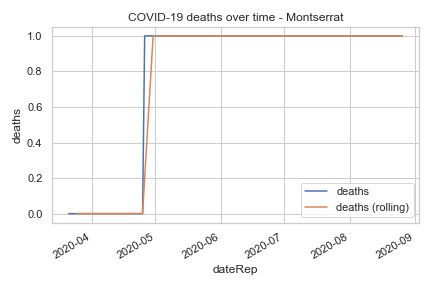 COVID-19 deaths over time - Montserrat
1.0
0.8
0.6
0.4
0.2
0.0
deaths
deaths
deaths (rolling)
2020-04
2020-05
2020-06
2020-07
2020-08
2020-09
dateRep